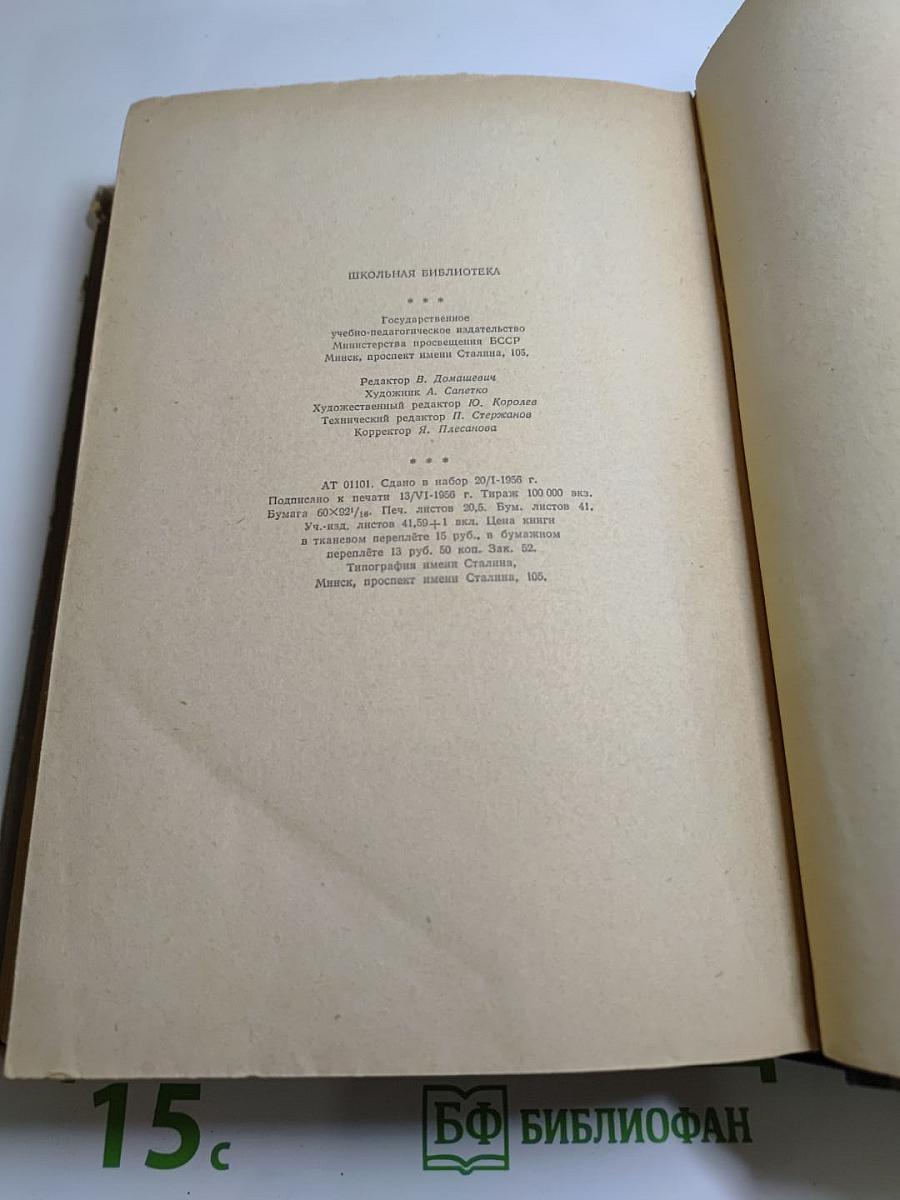 ШКОЛЬНАЯ БИБЛИОТЕКА
* * *
Государственное
учебно-педагогическое издательство
Министерства просвещения БССР
Минск, проспект имени Сталина, 105.
Редактор В. Домашевич
Художник А. Сапетко
Художественный редактор Ю. Королев
Технический редактор П. Стержанов
Корректор Я. Плесанова
* * *
АТ 01101. Сдано в набор 20/I-1956 г.
Подписано к печати 13/VI-1956 г. Тираж 100 000 экз.
Бумага 60×92¹/₁₆. Печ. листов 20,5. Бум. листов 41.
Уч.-изд. листов 41,59+1 вкл. Цена книги
в тканевом переплёте 15 руб., в бумажном
переплёте 13 руб. 50 коп. Зак. 52.
Типография имени Сталина,
Минск, проспект имени Сталина, 105.
15 с
БФ БИБЛИОФАН